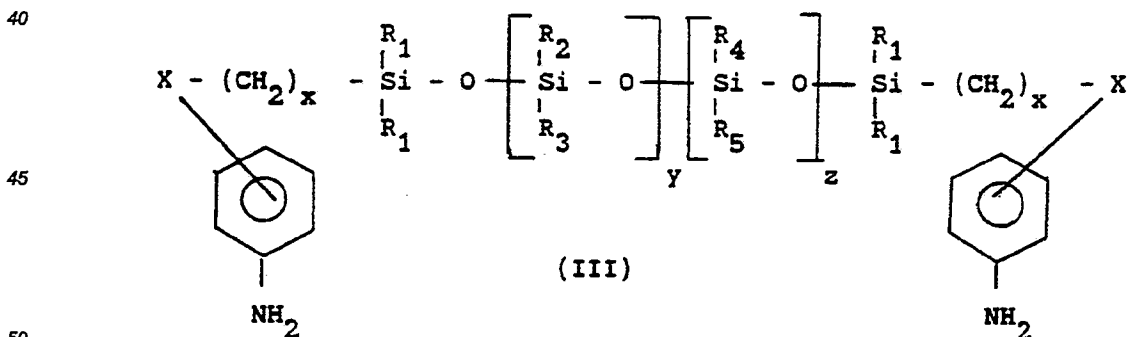 40
R1 R2 R4 R1
X - (CH2)x - Si - O - Si - O - Si - O - Si - (CH2)x - X
R1 R3 R5 R1
y z
45
(III)
NH2 NH2
50